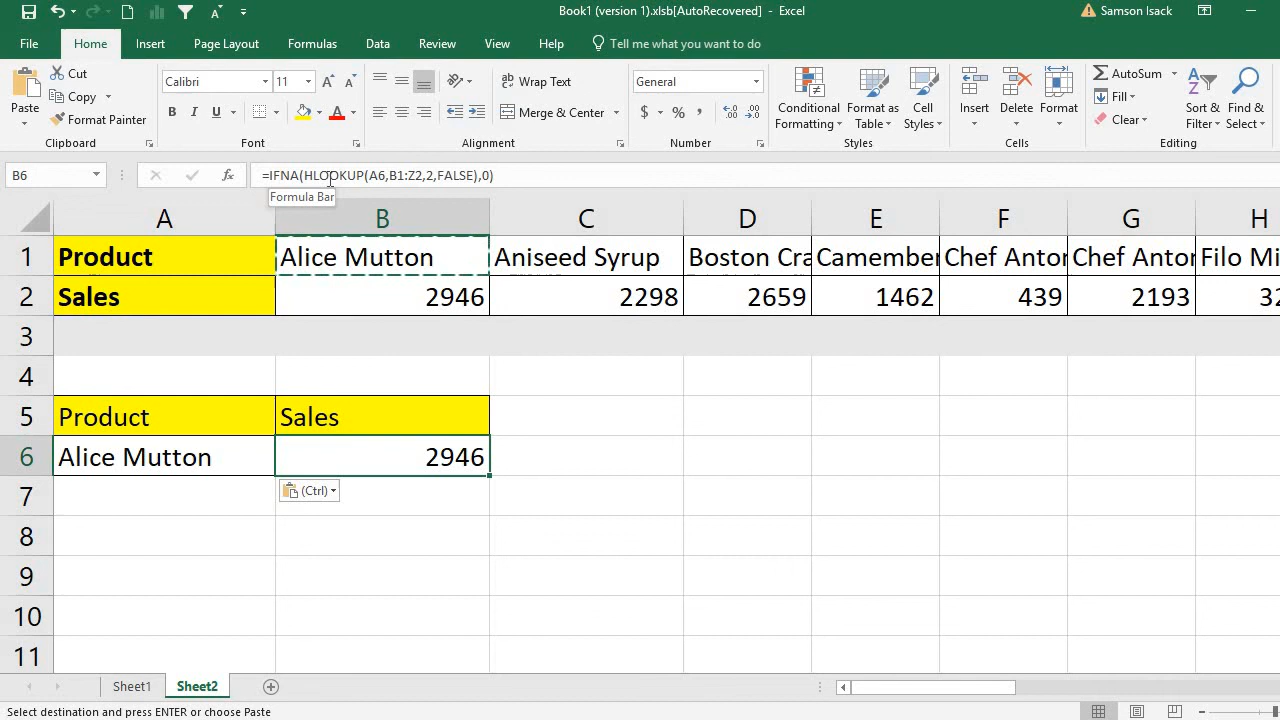 Book1 (version 1).xlsb[AutoRecovered] - Excel
Samson Isack
File Home Insert Page Layout Formulas Data Review View Help Tell me what you want to do
Paste
Cut
Copy
Format Painter
Clipboard
Calibri 11
B I U
Font
Wrap Text
Merge & Center
Alignment
General
$ % ,
Number
Conditional Formatting
Format as Table
Cell Styles
Styles
Insert Delete Format
Cells
AutoSum
Fill
Clear
Sort & Filter
Find & Select
Editing
B6 fx =IFNA(HLOOKUP(A6,B1:Z2,2,FALSE),0)
Formula Bar
A B C D E F G H
1 Product Alice Mutton Aniseed Syrup Boston Cra Camember Chef Anton Chef Anton Filo Mi
2 Sales 2946 2298 2659 1462 439 2193 32
3
4
5 Product Sales
6 Alice Mutton 2946
7 (Ctrl)
8
9
10
11
Sheet1 Sheet2
Select destination and press ENTER or choose Paste